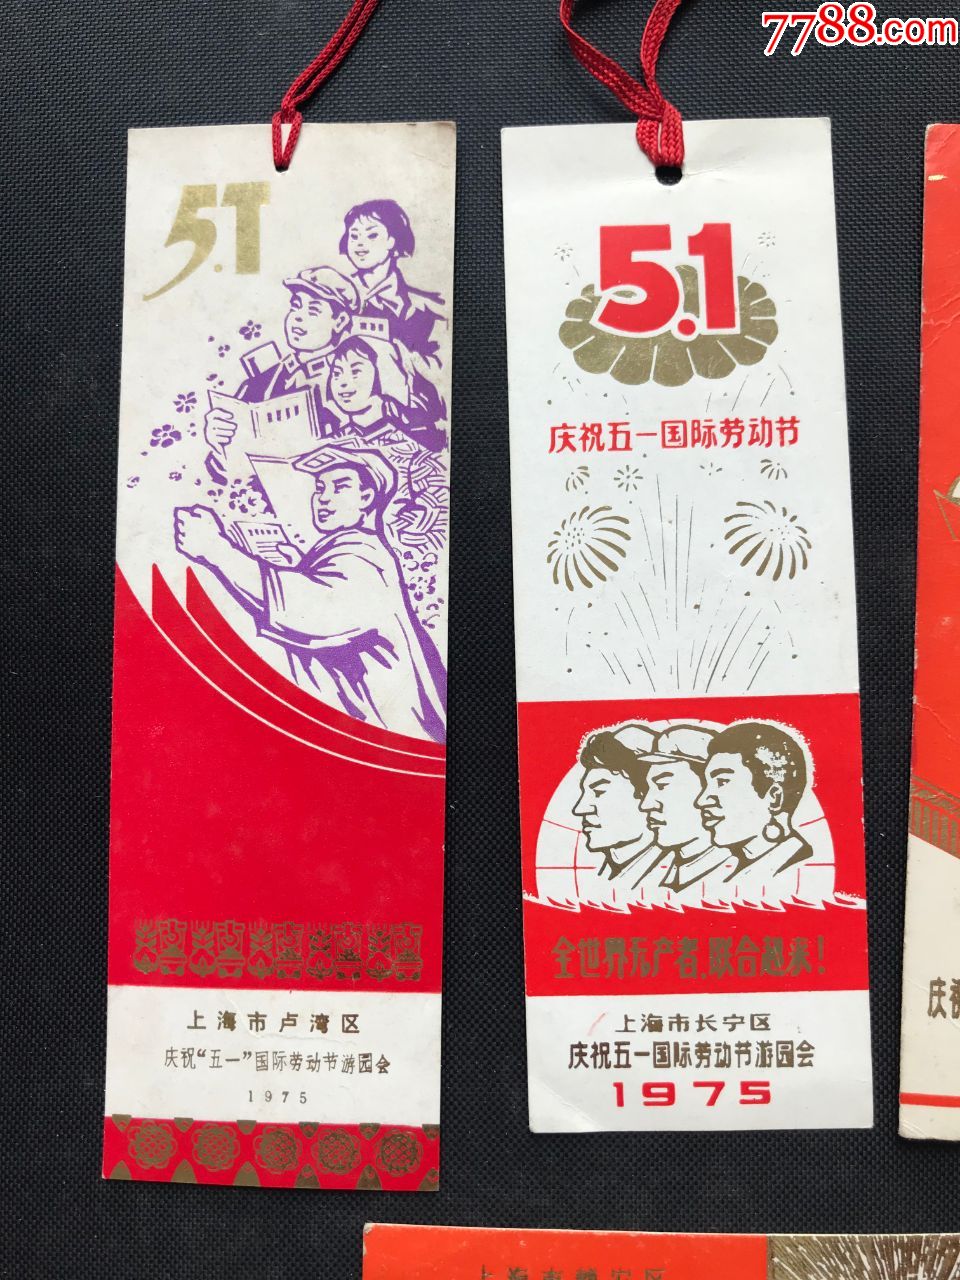 7788.com
5.1
上海市卢湾区
庆祝“五一”国际劳动节游园会
1975
5.1
庆祝五一国际劳动节
全世界无产者,联合起来!
上海市长宁区
庆祝五一国际劳动节游园会
1975
庆祝